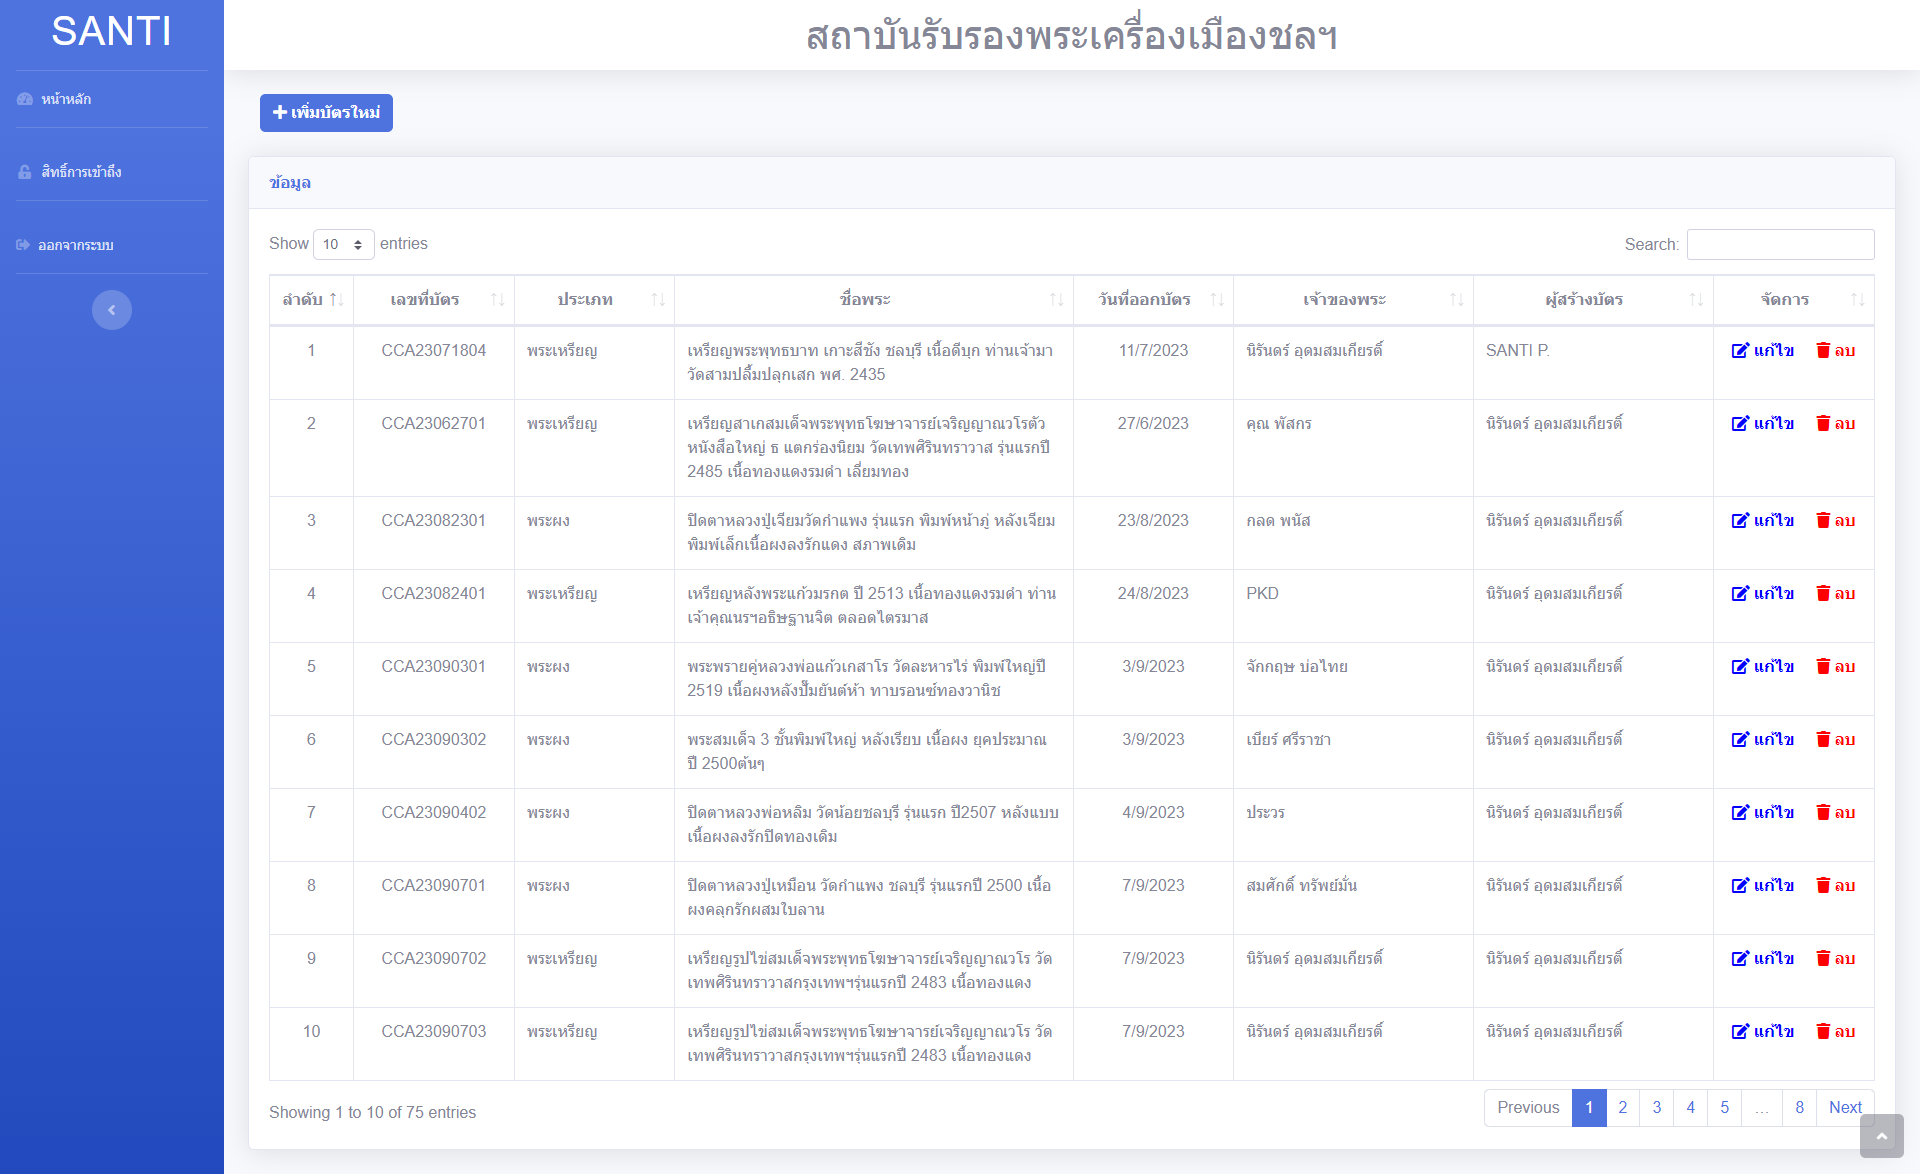 SANTI
สถาบันรับรองพระเครื่องเมืองชลฯ
หน้าหลัก
สิทธิ์การเข้าถึง
ออกจากระบบ
เพิ่มบัตรใหม่
ข้อมูล
Show 10 entries
Search:
ลำดับ เลขที่บัตร ประเภท ชื่อพระ วันที่ออกบัตร เจ้าของพระ ผู้สร้างบัตร จัดการ
1 CCA23071804 พระเหรียญ เหรียญพระพุทธบาท เกาะสีชัง ชลบุรี เนื้อดีบุก ท่านเจ้ามา 11/7/2023 นิรันดร์ อุดมสมเกียรติ์ SANTI P. แก้ไข ลบ
วัดสามปลื้มปลุกเสก พศ. 2435
2 CCA23062701 พระเหรียญ เหรียญสาเกสมเด็จพระพุทธโฆษาจารย์เจริญญาณวโรตัว 27/6/2023 คุณ พัสกร นิรันดร์ อุดมสมเกียรติ์ แก้ไข ลบ
หนังสือใหญ่ ธ แตกร่องนิยม วัดเทพศิรินทราวาส รุ่นแรกปี
2485 เนื้อทองแดงรมดำ เลี่ยมทอง
3 CCA23082301 พระผง ปิดตาหลวงปู่เจียมวัดกำแพง รุ่นแรก พิมพ์หน้าภู่ หลังเจียม 23/8/2023 กลด พนัส นิรันดร์ อุดมสมเกียรติ์ แก้ไข ลบ
พิมพ์เล็กเนื้อผงลงรักแดง สภาพเดิม
4 CCA23082401 พระเหรียญ เหรียญหลังพระแก้วมรกต ปี 2513 เนื้อทองแดงรมดำ ท่าน 24/8/2023 PKD นิรันดร์ อุดมสมเกียรติ์ แก้ไข ลบ
เจ้าคุณนรฯอธิษฐานจิต ตลอดไตรมาส
5 CCA23090301 พระผง พระพรายคู่หลวงพ่อแก้วเกสาโร วัดละหารไร่ พิมพ์ใหญ่ปี 3/9/2023 จักกฤษ บ่อไทย นิรันดร์ อุดมสมเกียรติ์ แก้ไข ลบ
2519 เนื้อผงหลังปั๊มยันต์ห้า ทาบรอนซ์ทองวานิช
6 CCA23090302 พระผง พระสมเด็จ 3 ชั้นพิมพ์ใหญ่ หลังเรียบ เนื้อผง ยุคประมาณ 3/9/2023 เบียร์ ศรีราชา นิรันดร์ อุดมสมเกียรติ์ แก้ไข ลบ
ปี 2500ต้นๆ
7 CCA23090402 พระผง ปิดตาหลวงพ่อหลิม วัดน้อยชลบุรี รุ่นแรก ปี2507 หลังแบบ 4/9/2023 ประวร นิรันดร์ อุดมสมเกียรติ์ แก้ไข ลบ
เนื้อผงลงรักปิดทองเดิม
8 CCA23090701 พระผง ปิดตาหลวงปู่เหมือน วัดกำแพง ชลบุรี รุ่นแรกปี 2500 เนื้อ 7/9/2023 สมศักดิ์ ทรัพย์มั่น นิรันดร์ อุดมสมเกียรติ์ แก้ไข ลบ
ผงคลุกรักผสมใบลาน
9 CCA23090702 พระเหรียญ เหรียญรูปไข่สมเด็จพระพุทธโฆษาจารย์เจริญญาณวโร วัด 7/9/2023 นิรันดร์ อุดมสมเกียรติ์ นิรันดร์ อุดมสมเกียรติ์ แก้ไข ลบ
เทพศิรินทราวาสกรุงเทพฯรุ่นแรกปี 2483 เนื้อทองแดง
10 CCA23090703 พระเหรียญ เหรียญรูปไข่สมเด็จพระพุทธโฆษาจารย์เจริญญาณวโร วัด 7/9/2023 นิรันดร์ อุดมสมเกียรติ์ นิรันดร์ อุดมสมเกียรติ์ แก้ไข ลบ
เทพศิรินทราวาสกรุงเทพฯรุ่นแรกปี 2483 เนื้อทองแดง
Showing 1 to 10 of 75 entries
Previous 1 2 3 4 5 … 8 Next